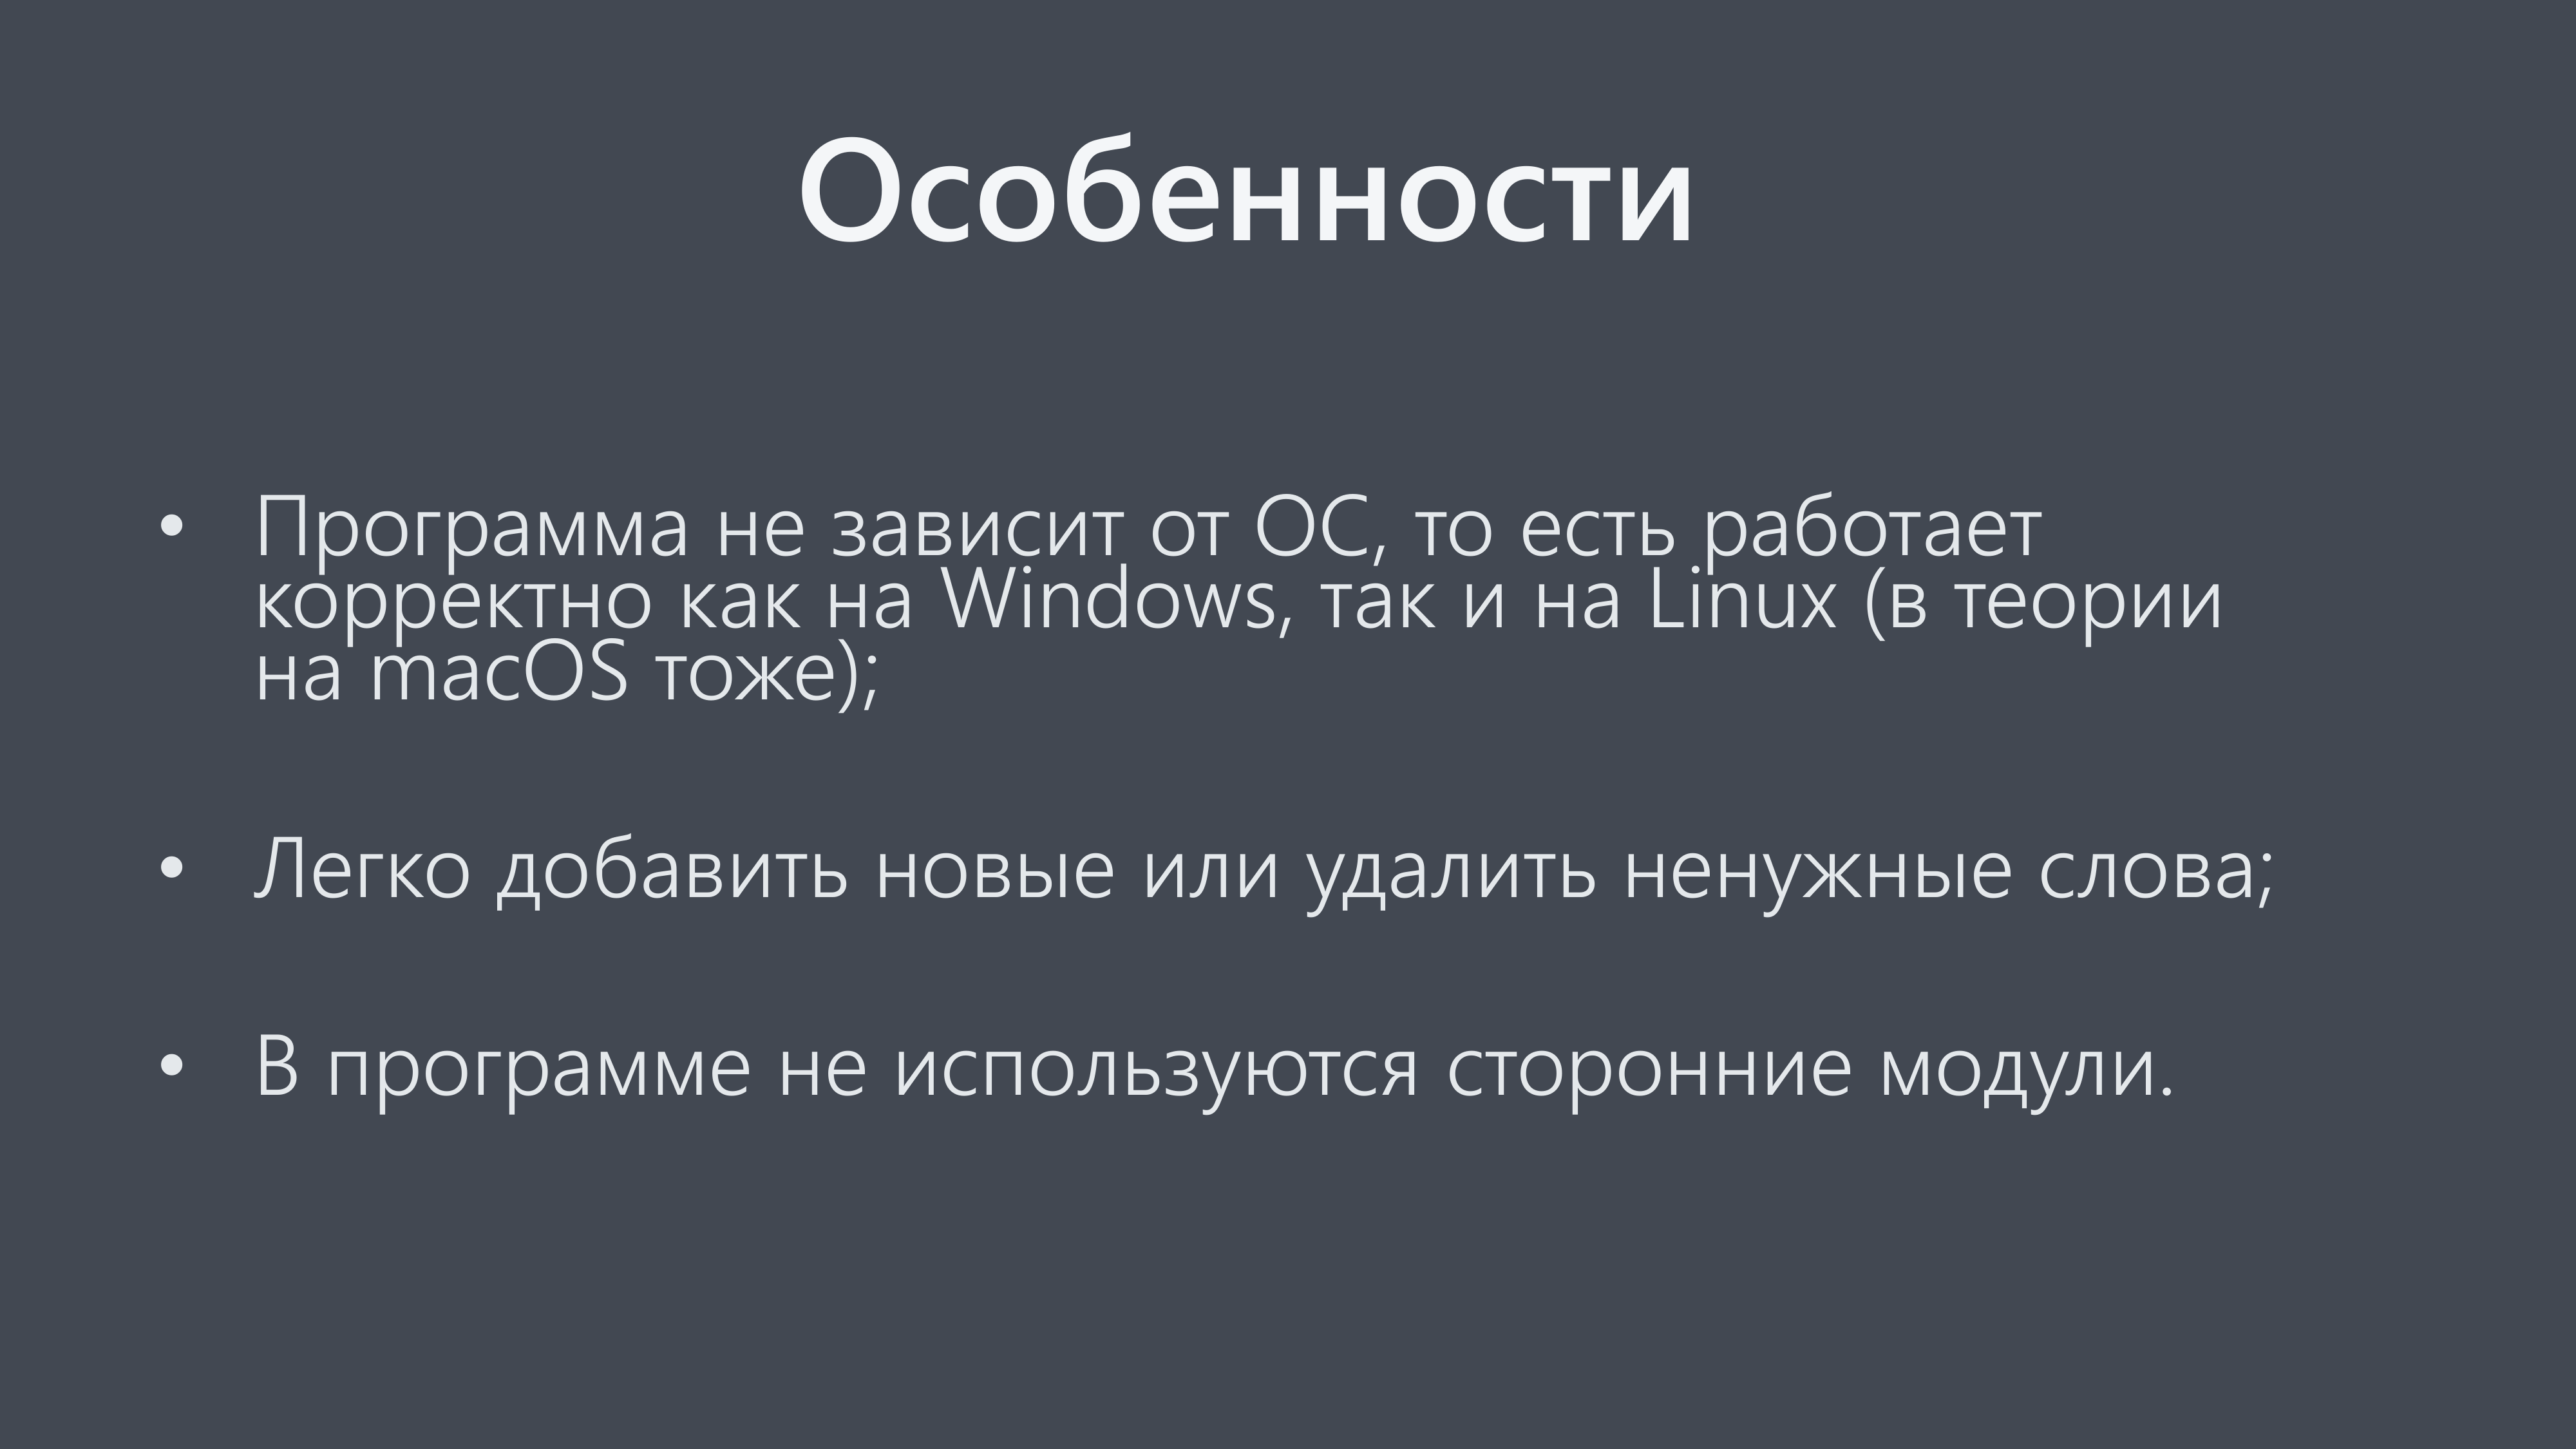 Особенности
• Программа не зависит от ОС, то есть работает
корректно как на Windows, так и на Linux (в теории
на macOS тоже);
• Легко добавить новые или удалить ненужные слова;
• В программе не используются сторонние модули.